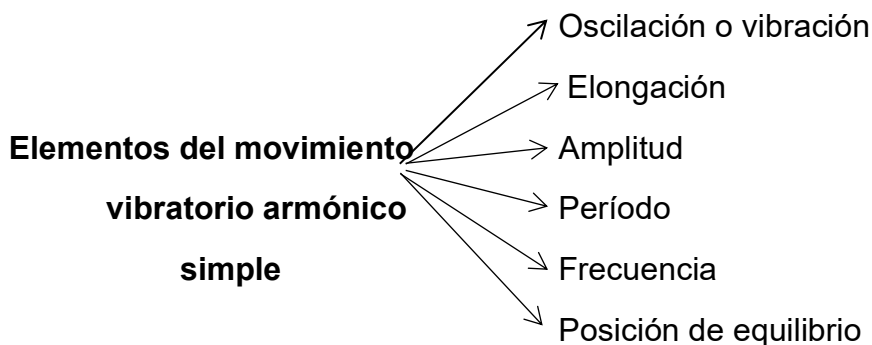 Oscilación o vibración
Elongación
Elementos del movimiento
Amplitud
vibratorio armónico
Período
simple
Frecuencia
Posición de equilibrio